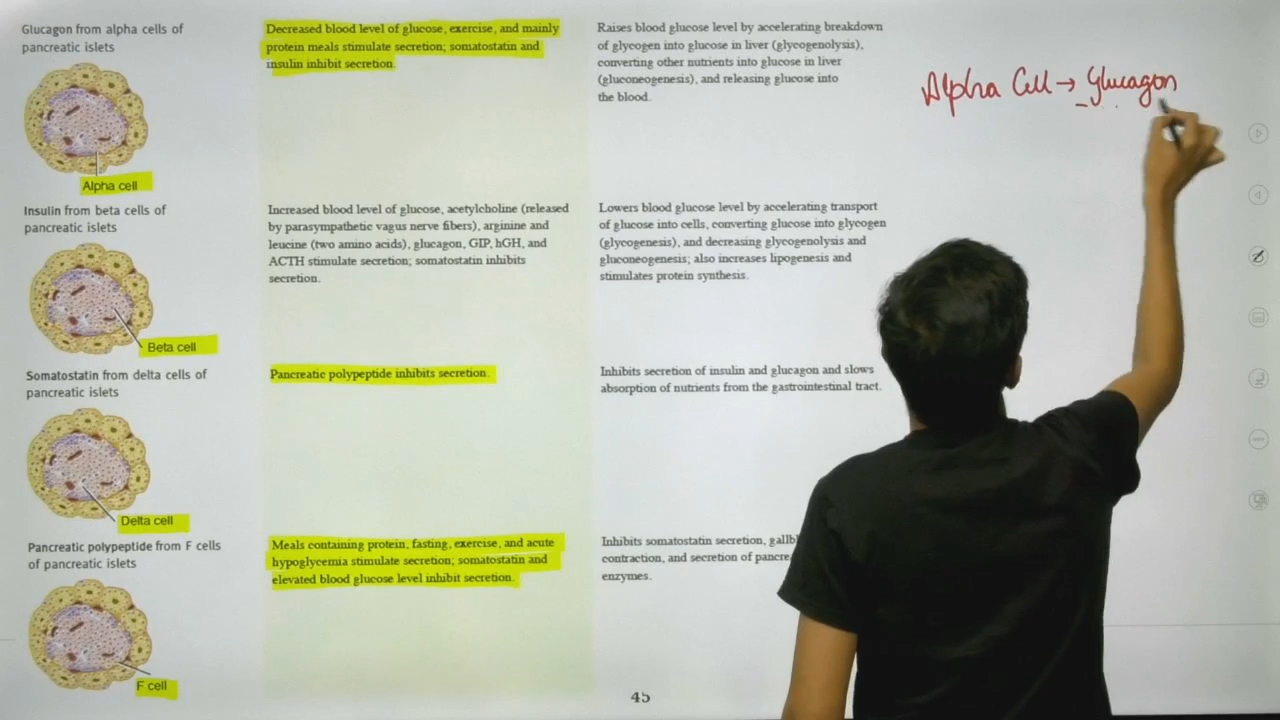 Glucagon from alpha cells of
pancreatic islets
Alpha cell
Decreased blood level of glucose, exercise, and mainly
protein meals stimulate secretion; somatostatin and
insulin inhibit secretion.
Raises blood glucose level by accelerating breakdown
of glycogen into glucose in liver (glycogenolysis),
converting other nutrients into glucose in liver
(gluconeogenesis), and releasing glucose into
the blood.
Alpha Cell → Glucagon
Insulin from beta cells of
pancreatic islets
Beta cell
Increased blood level of glucose, acetylcholine (released
by parasympathetic vagus nerve fibers), arginine and
leucine (two amino acids), glucagon, GIP, hGH, and
ACTH stimulate secretion; somatostatin inhibits
secretion.
Lowers blood glucose level by accelerating transport
of glucose into cells, converting glucose into glycogen
(glycogenesis), and decreasing glycogenolysis and
gluconeogenesis; also increases lipogenesis and
stimulates protein synthesis.
Somatostatin from delta cells of
pancreatic islets
Delta cell
Pancreatic polypeptide inhibits secretion.
Inhibits secretion of insulin and glucagon and slows
absorption of nutrients from the gastrointestinal tract.
Pancreatic polypeptide from F cells
of pancreatic islets
F cell
Meals containing protein, fasting, exercise, and acute
hypoglycemia stimulate secretion; somatostatin and
elevated blood glucose level inhibit secretion.
Inhibits somatostatin secretion,
contraction, and secretion of
enzymes.
45